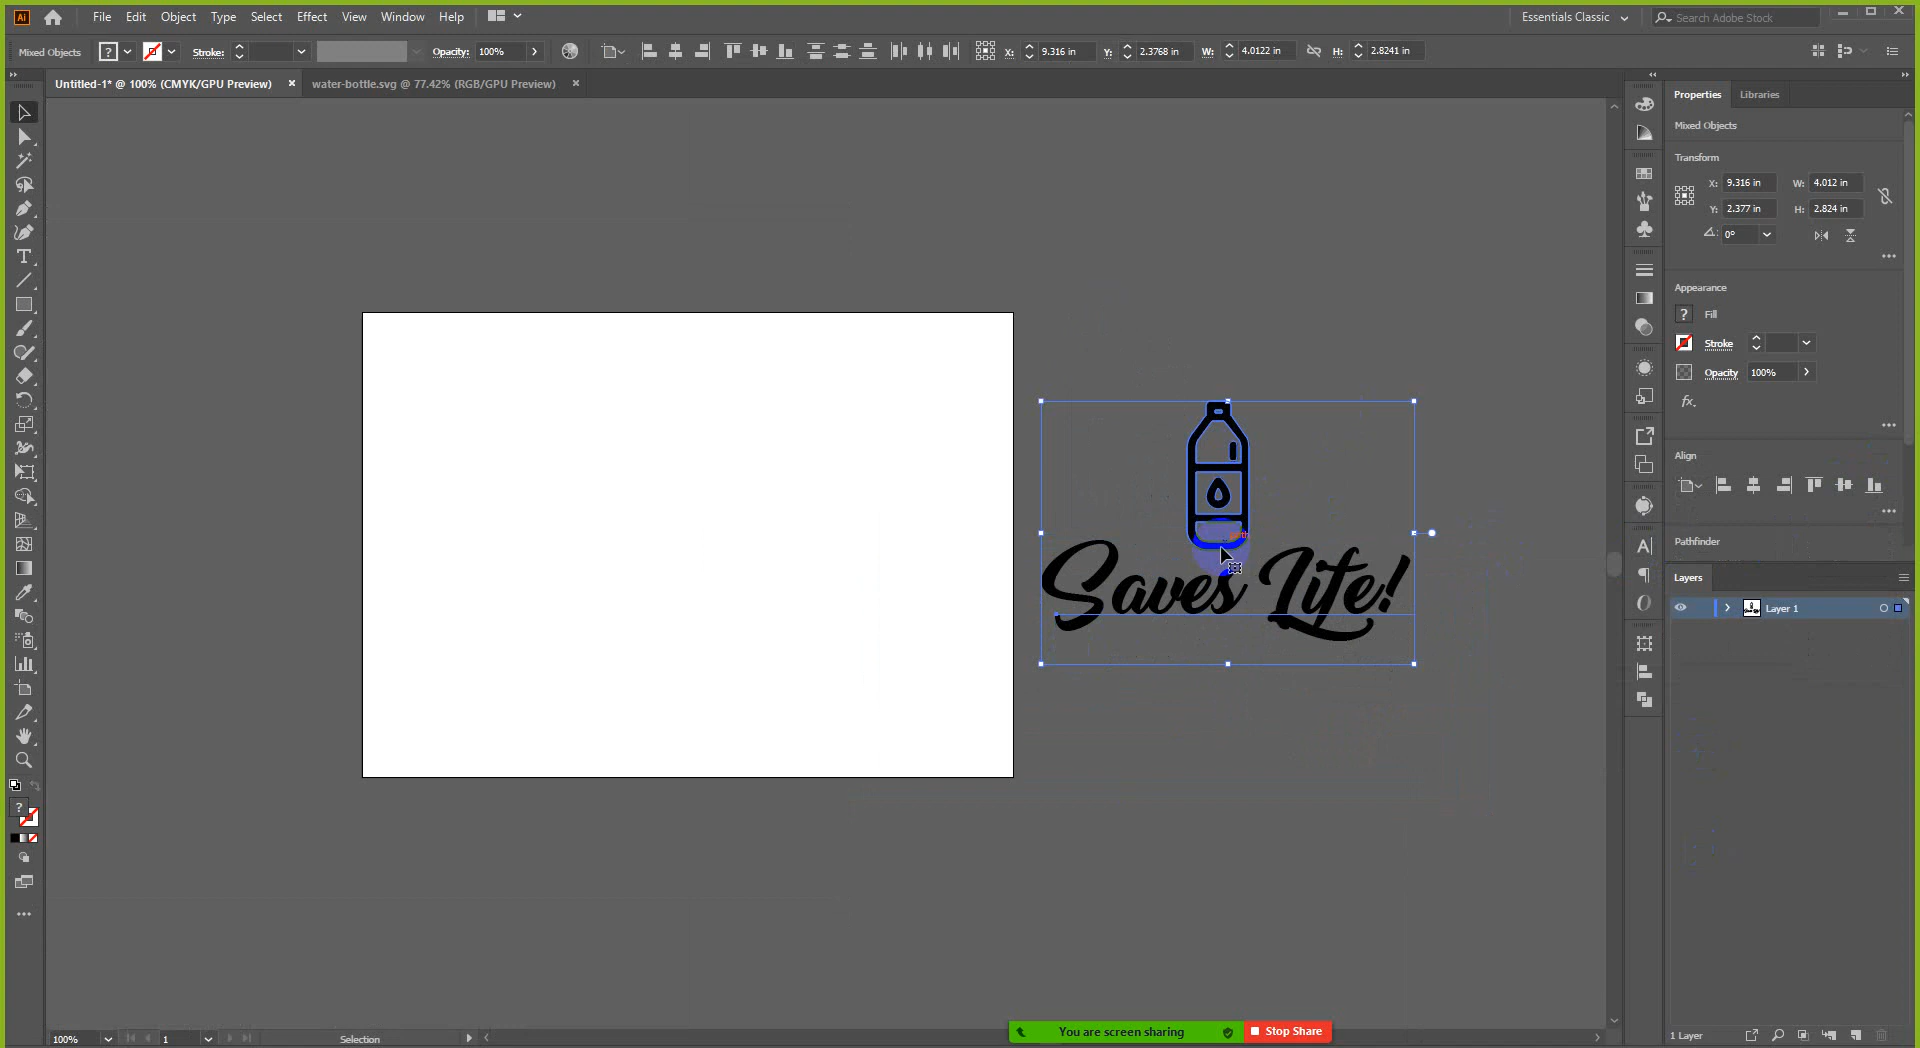 Ai File Edit Object Type Select Effect View Window Help Essentials Classic Search Adobe Stock
Mixed Objects ? Stroke: Opacity: 100% X: 9.316 in Y: 2.3768 in W: 4.0122 in H: 2.8241 in
Untitled-1* @ 100% (CMYK/GPU Preview) × water-bottle.svg @ 77.42% (RGB/GPU Preview) ×
Properties Libraries
Mixed Objects
Transform
X: 9.316 in W: 4.012 in
Y: 2.377 in H: 2.824 in
0°
Appearance
? Fill
Stroke
Opacity 100%
fx.
Align
Pathfinder
Layers
Layer 1
Saves Life!
?
100% 1 Selection
You are screen sharing Stop Share
1 Layer